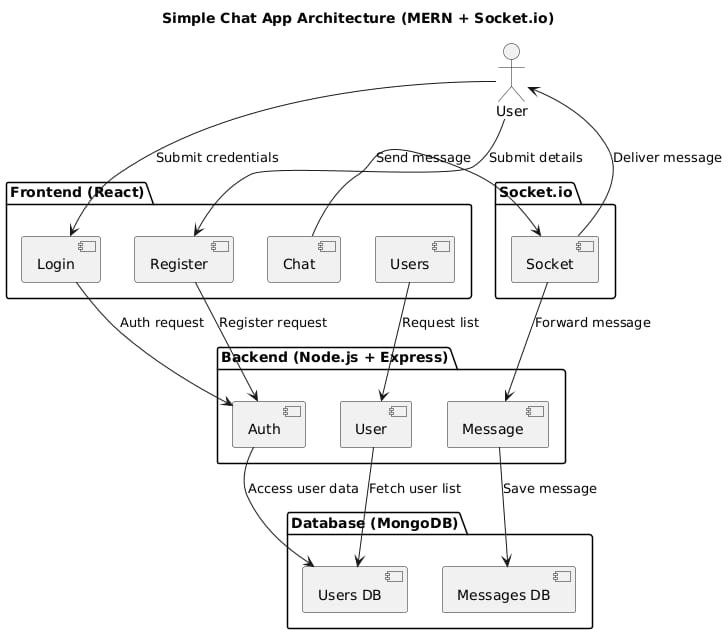 Simple Chat App Architecture (MERN + Socket.io)
User
Submit credentials
Send message
Submit details
Deliver message
Frontend (React)
Socket.io
Login
Register
Chat
Users
Socket
Auth request
Register request
Request list
Forward message
Backend (Node.js + Express)
Auth
User
Message
Access user data
Fetch user list
Save message
Database (MongoDB)
Users DB
Messages DB